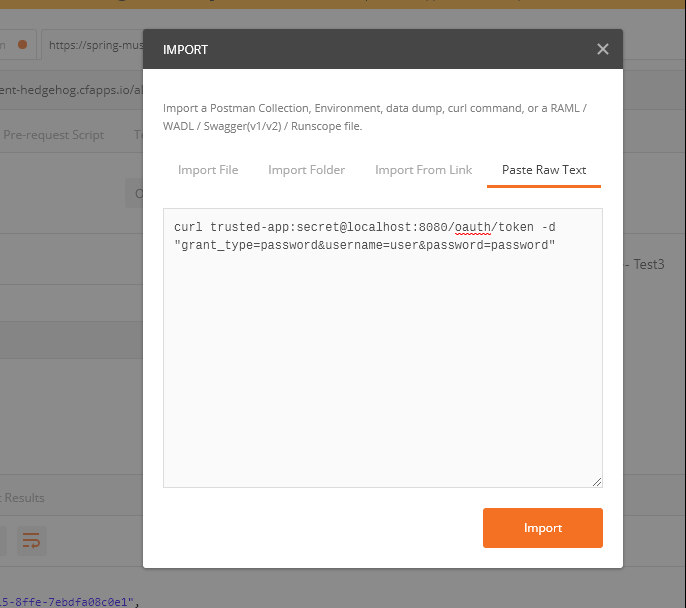 https://spring-mus
IMPORT
ent-hedgehog.cfapps.io/al
Import a Postman Collection, Environment, data dump, curl command, or a RAML /
WADL / Swagger(v1/v2) / Runscope file.
Pre-request Script
Import File Import Folder Import From Link Paste Raw Text
curl trusted-app:secret@localhost:8080/oauth/token -d
"grant_type=password&username=user&password=password"
- Test3
Results
Import
5-8ffe-7ebdfa08c0e1",